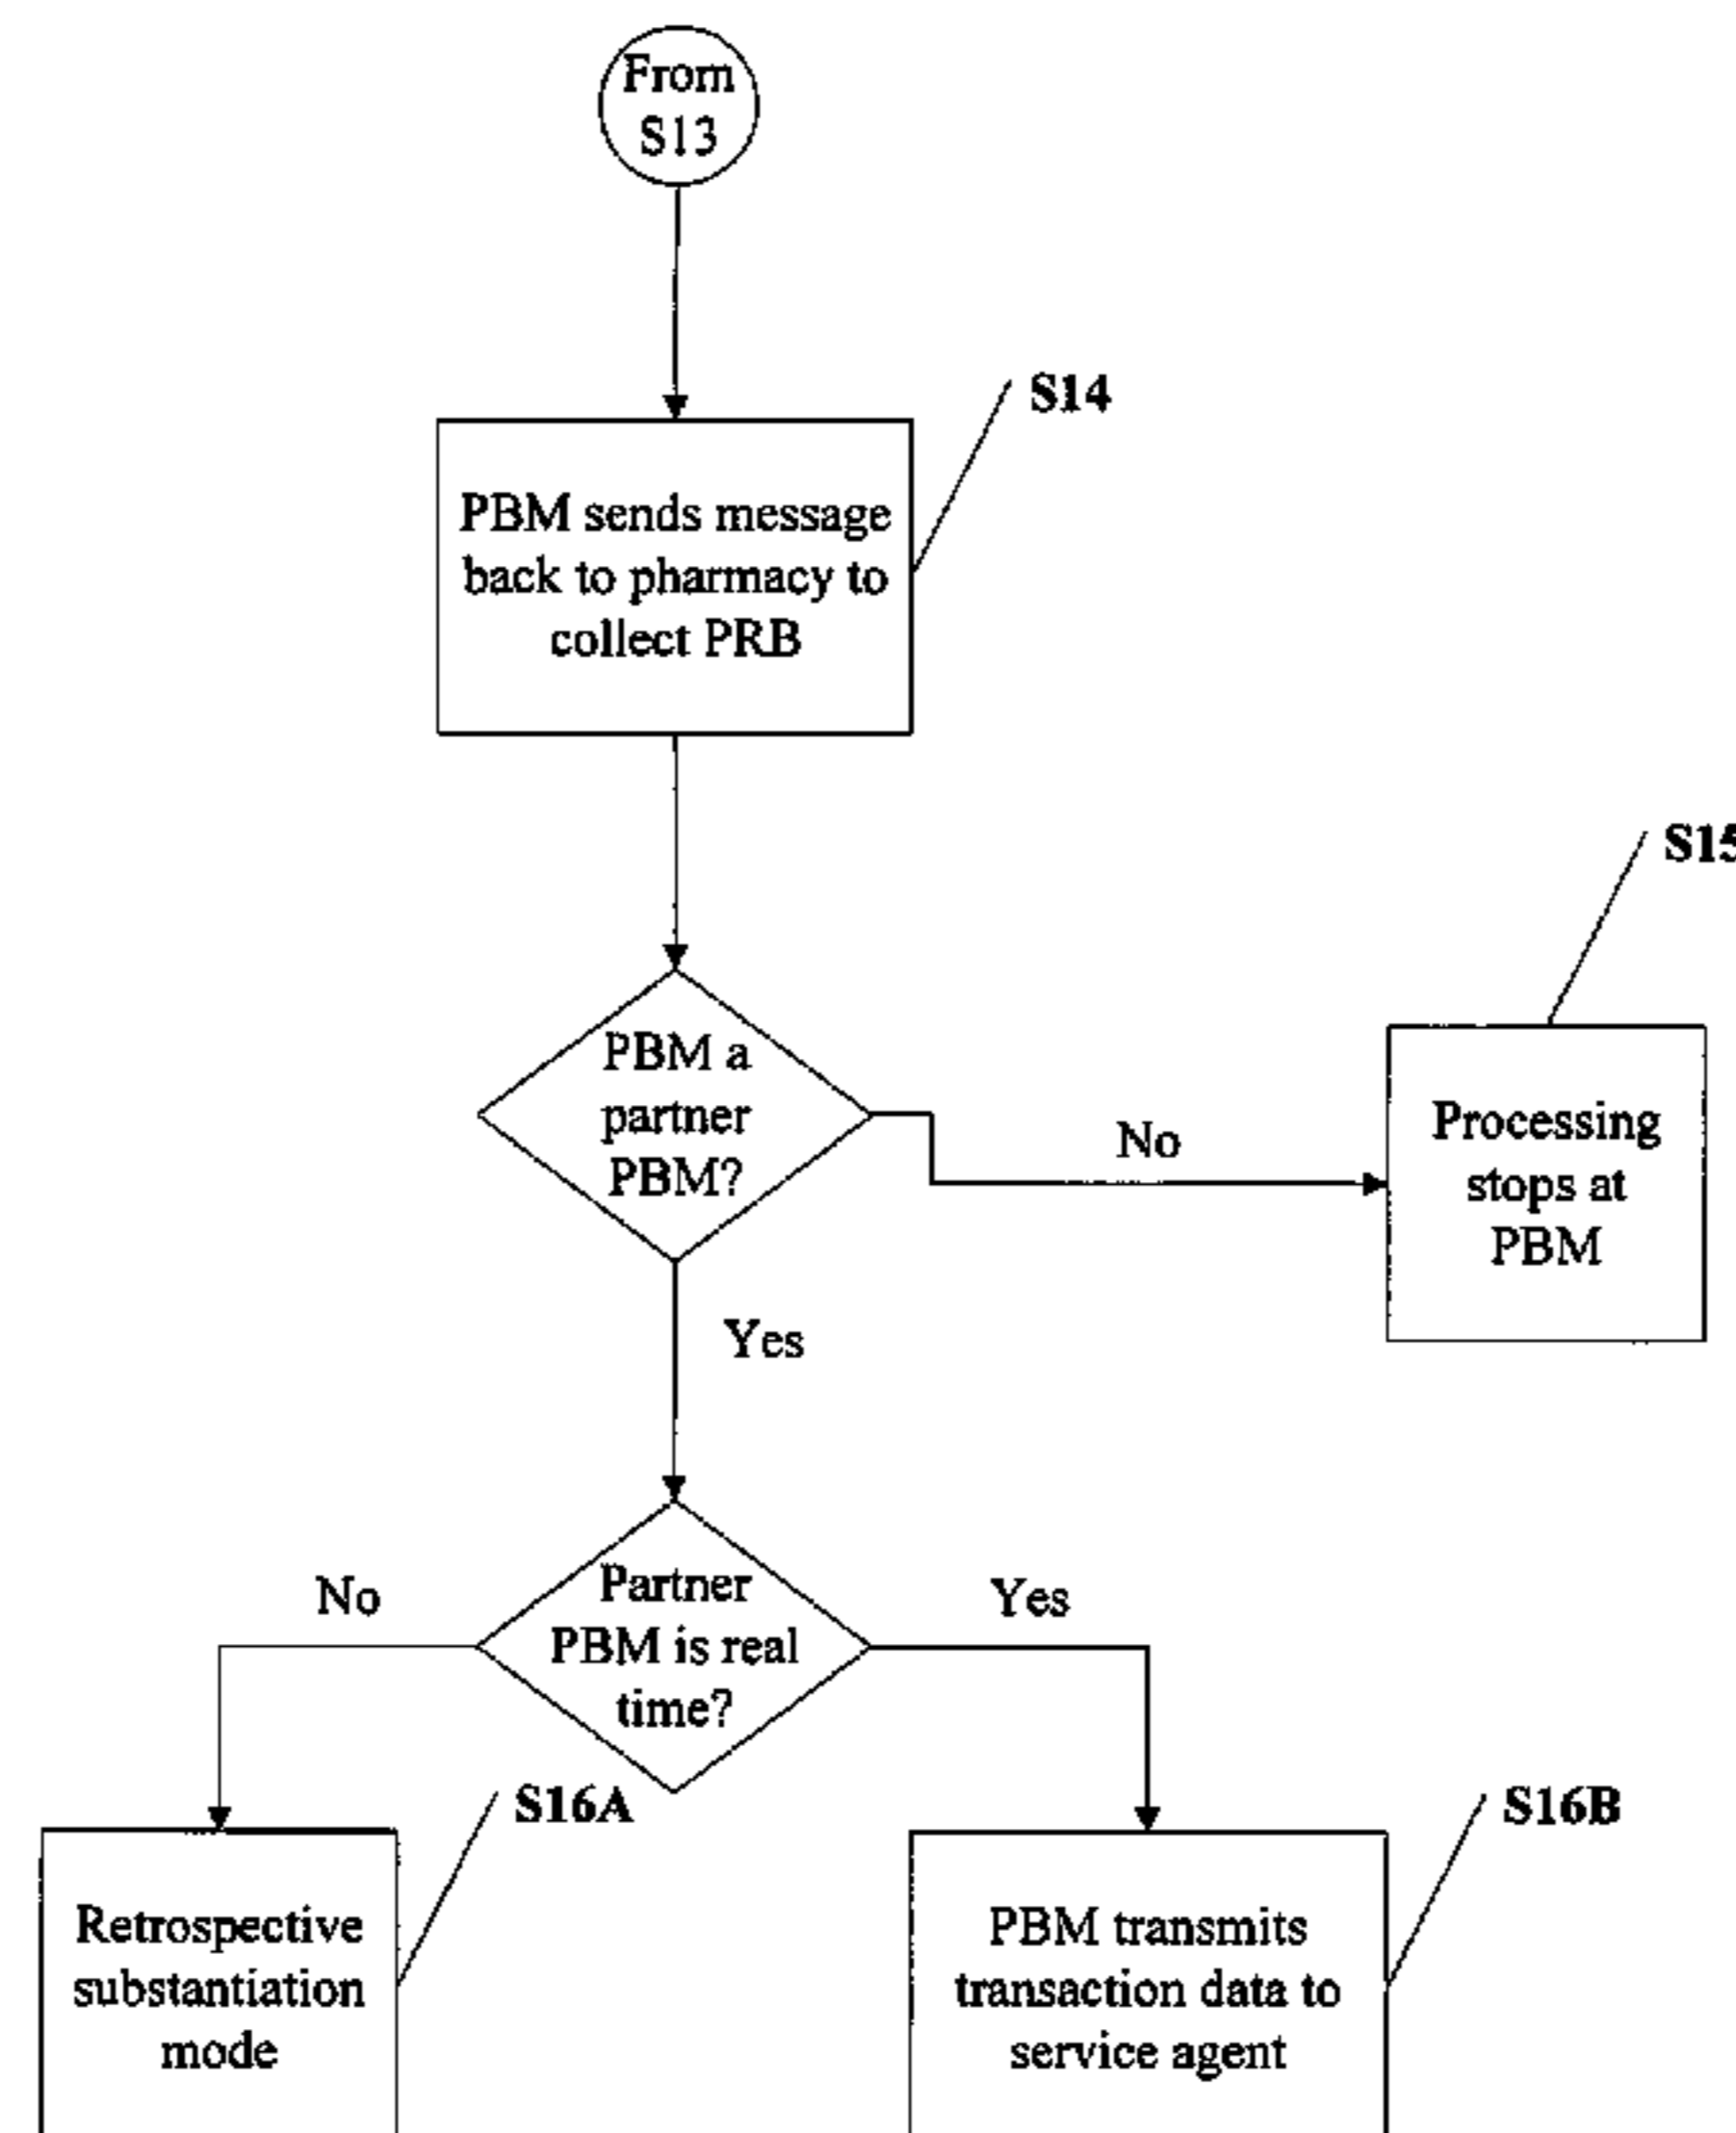 From
S13
S14
PBM sends message
back to pharmacy to
collect PRB
S15
PBM a
partner
PBM?
No
Processing
stops at
PBM
Yes
Partner
PBM is real
time?
No
Yes
S16A
S16B
Retrospective
substantiation
mode
PBM transmits
transaction data to
service agent